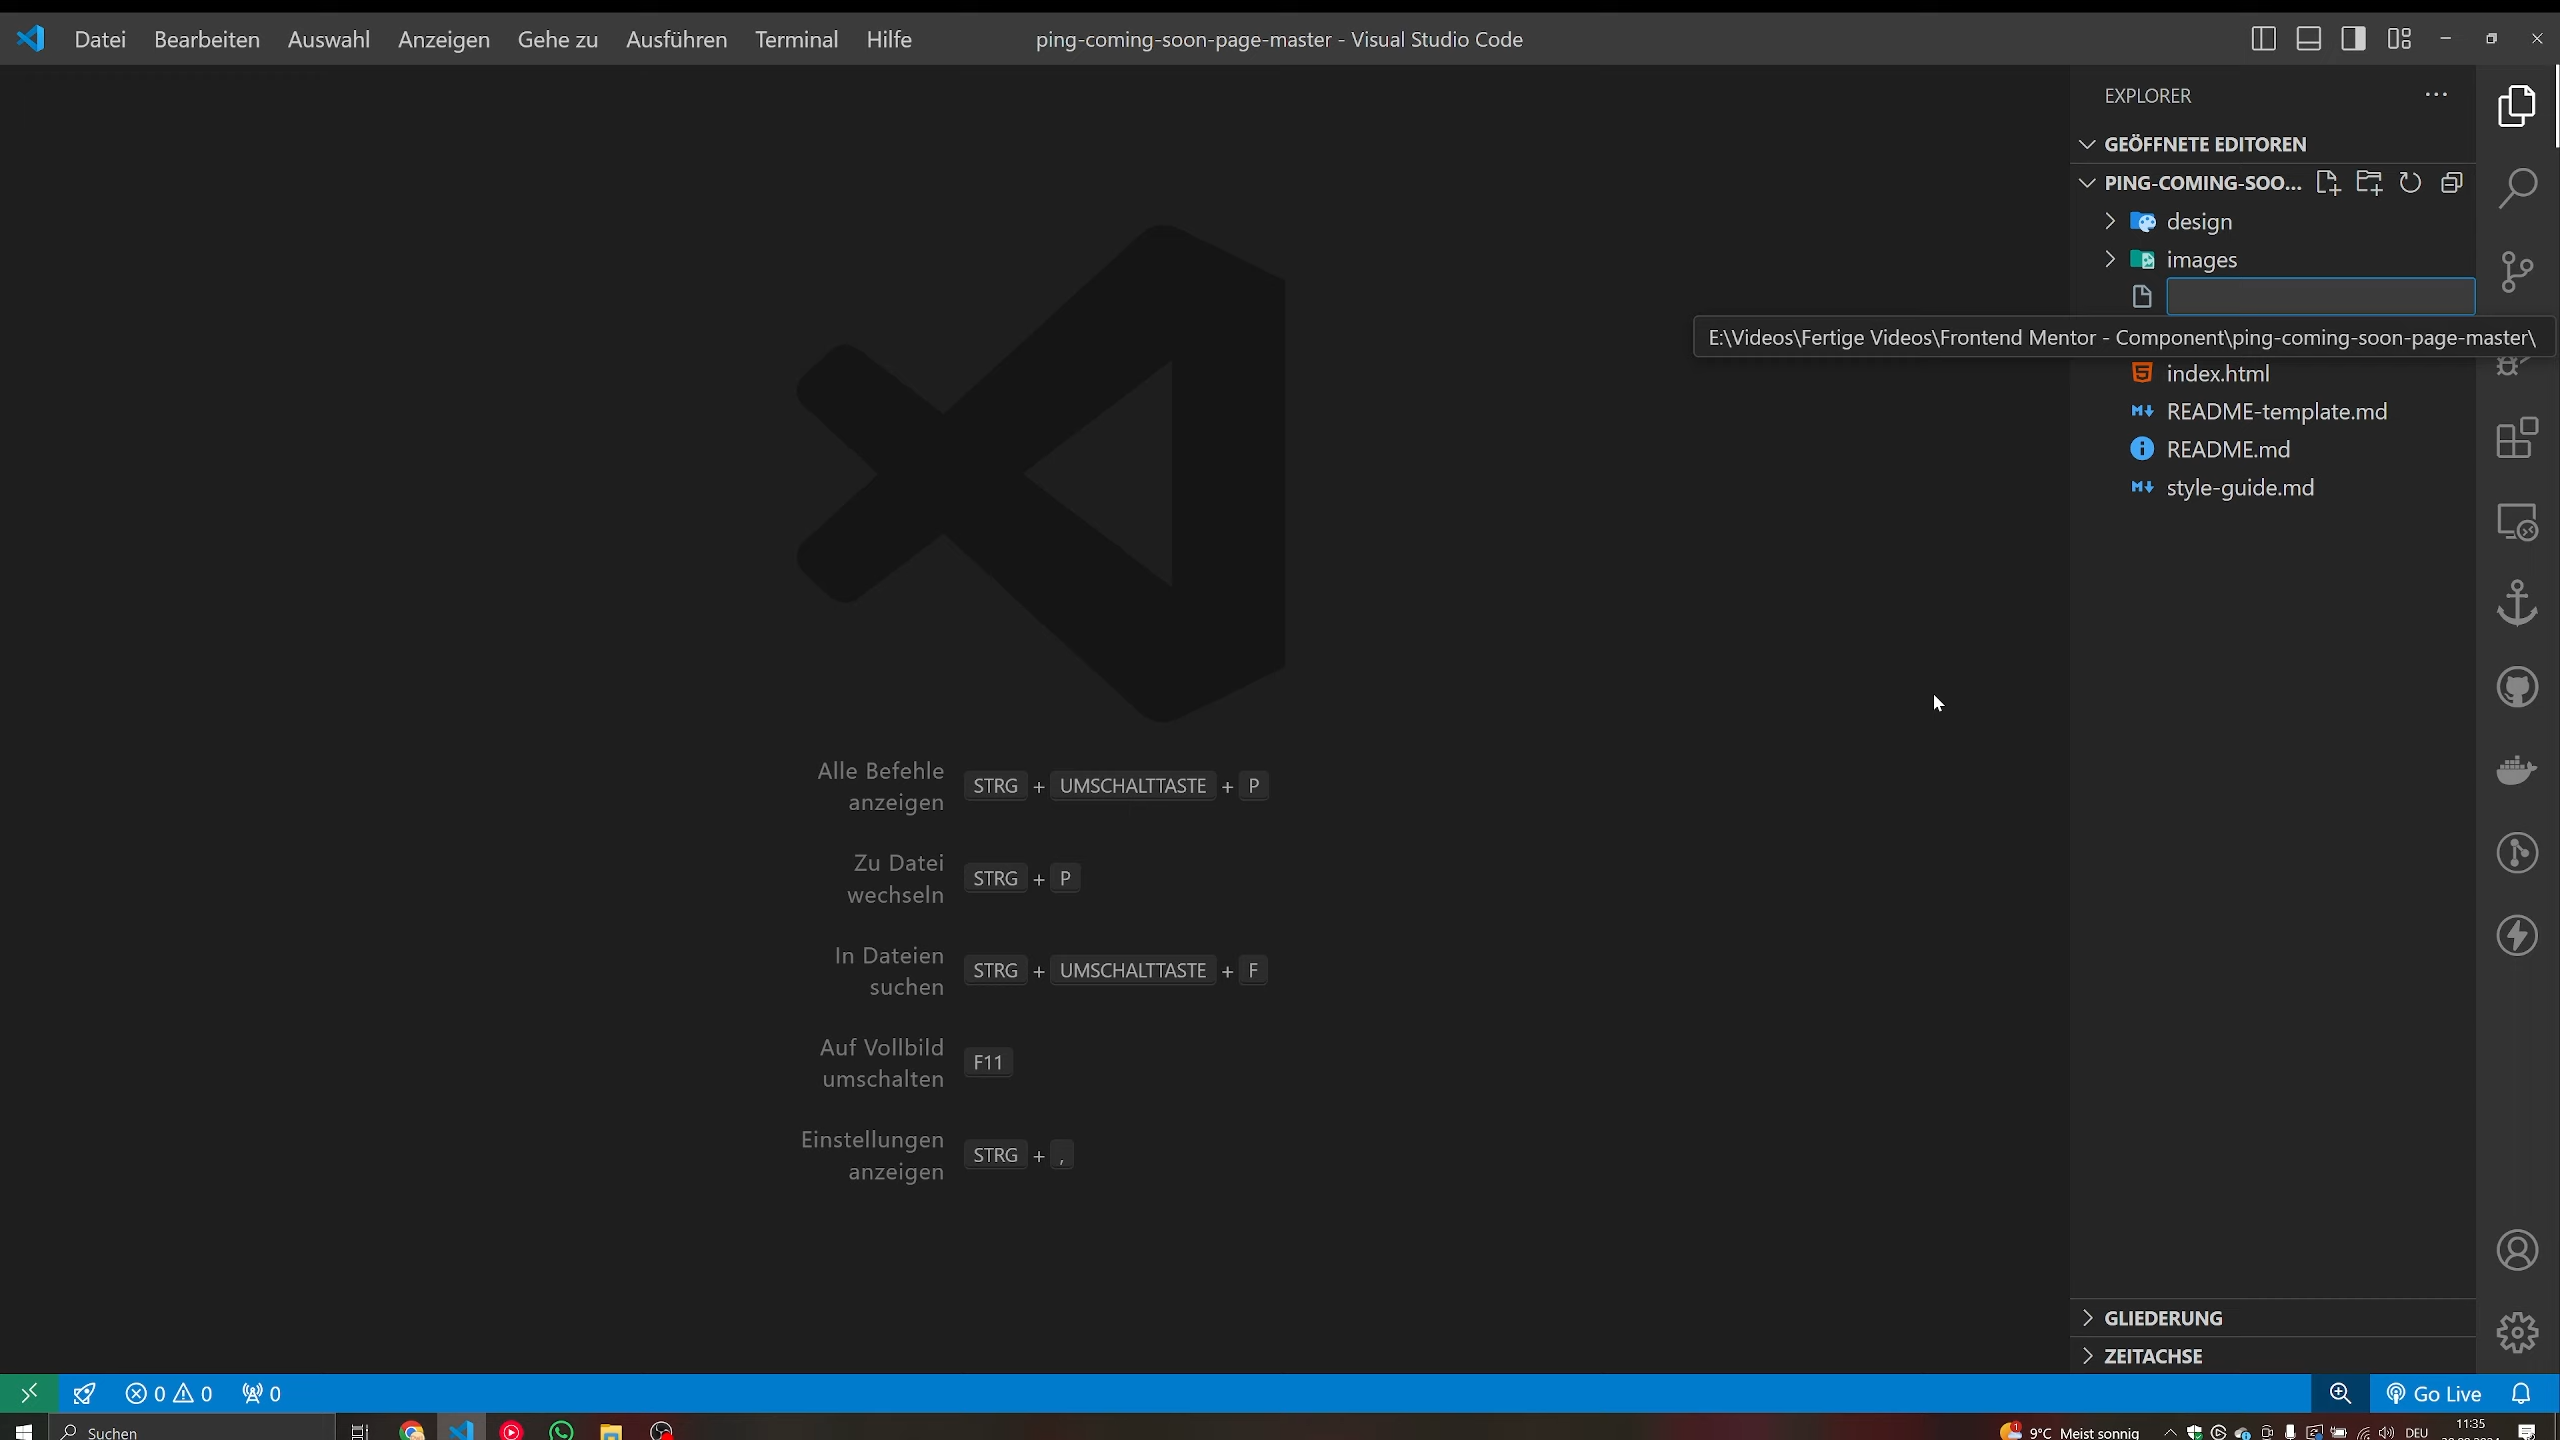 Datei Bearbeiten Auswahl Anzeigen Gehe zu Ausführen Terminal Hilfe
ping-coming-soon-page-master - Visual Studio Code
EXPLORER
GEÖFFNETE EDITOREN
PING-COMING-SOO...
design
images
E:\Videos\Fertige Videos\Frontend Mentor - Component\ping-coming-soon-page-master\
index.html
README-template.md
README.md
style-guide.md
Alle Befehle
anzeigen
STRG + UMSCHALTTASTE + P
Zu Datei
wechseln
STRG + P
In Dateien
suchen
STRG + UMSCHALTTASTE + F
Auf Vollbild
umschalten
F11
Einstellungen
anzeigen
STRG + ,
GLIEDERUNG
ZEITACHSE
0 0 0
Go Live
Suchen
9°C Meist sonnig
DEU
11:35